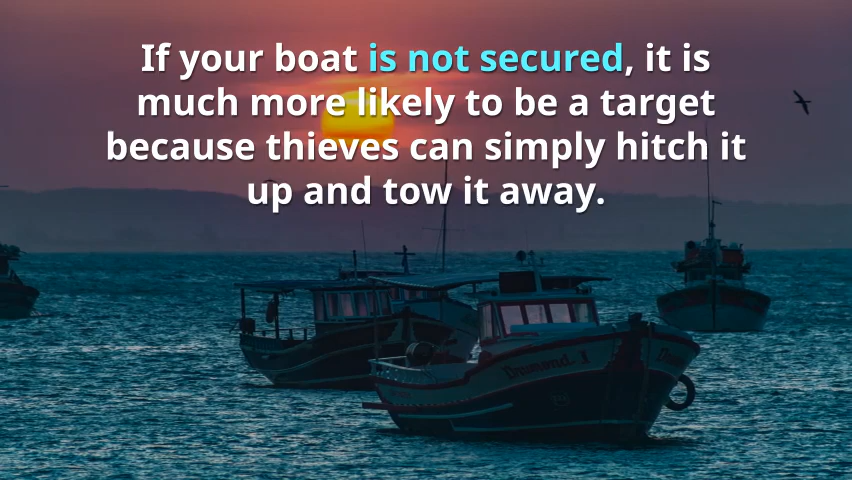 If your boat is not secured, it is
much more likely to be a target
because thieves can simply hitch it
up and tow it away.